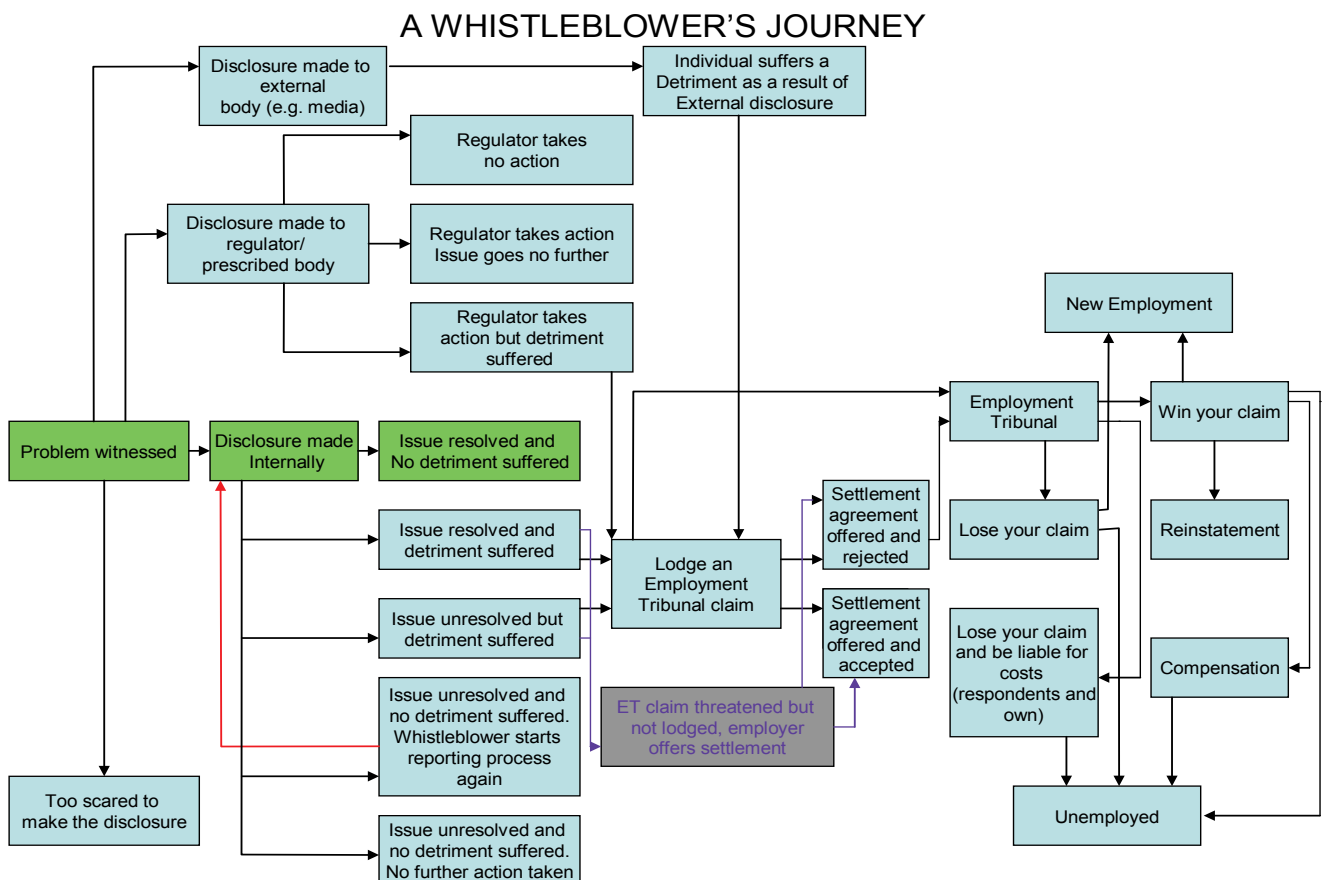 A WHISTLEBLOWER'S JOURNEY
Disclosure made to
external
body (e.g. media)
Individual suffers a
Detriment as a result of
External disclosure
Regulator takes
no action
Disclosure made to
regulator/
prescribed body
Regulator takes action
Issue goes no further
Regulator takes
action but detriment
suffered
New Employment
Employment
Tribunal
Win your claim
Problem witnessed
Disclosure made
Internally
Issue resolved and
No detriment suffered
Settlement
agreement
offered and
rejected
Lose your claim
Reinstatement
Issue resolved and
detriment suffered
Lodge an
Employment
Tribunal claim
Issue unresolved but
detriment suffered
Settlement
agreement
offered and
accepted
Lose your claim
and be liable for
costs
(respondents and
own)
Compensation
Issue unresolved and
no detriment suffered.
Whistleblower starts
reporting process
again
ET claim threatened but
not lodged, employer
offers settlement
Too scared to
make the disclosure
Unemployed
Issue unresolved and
no detriment suffered.
No further action taken